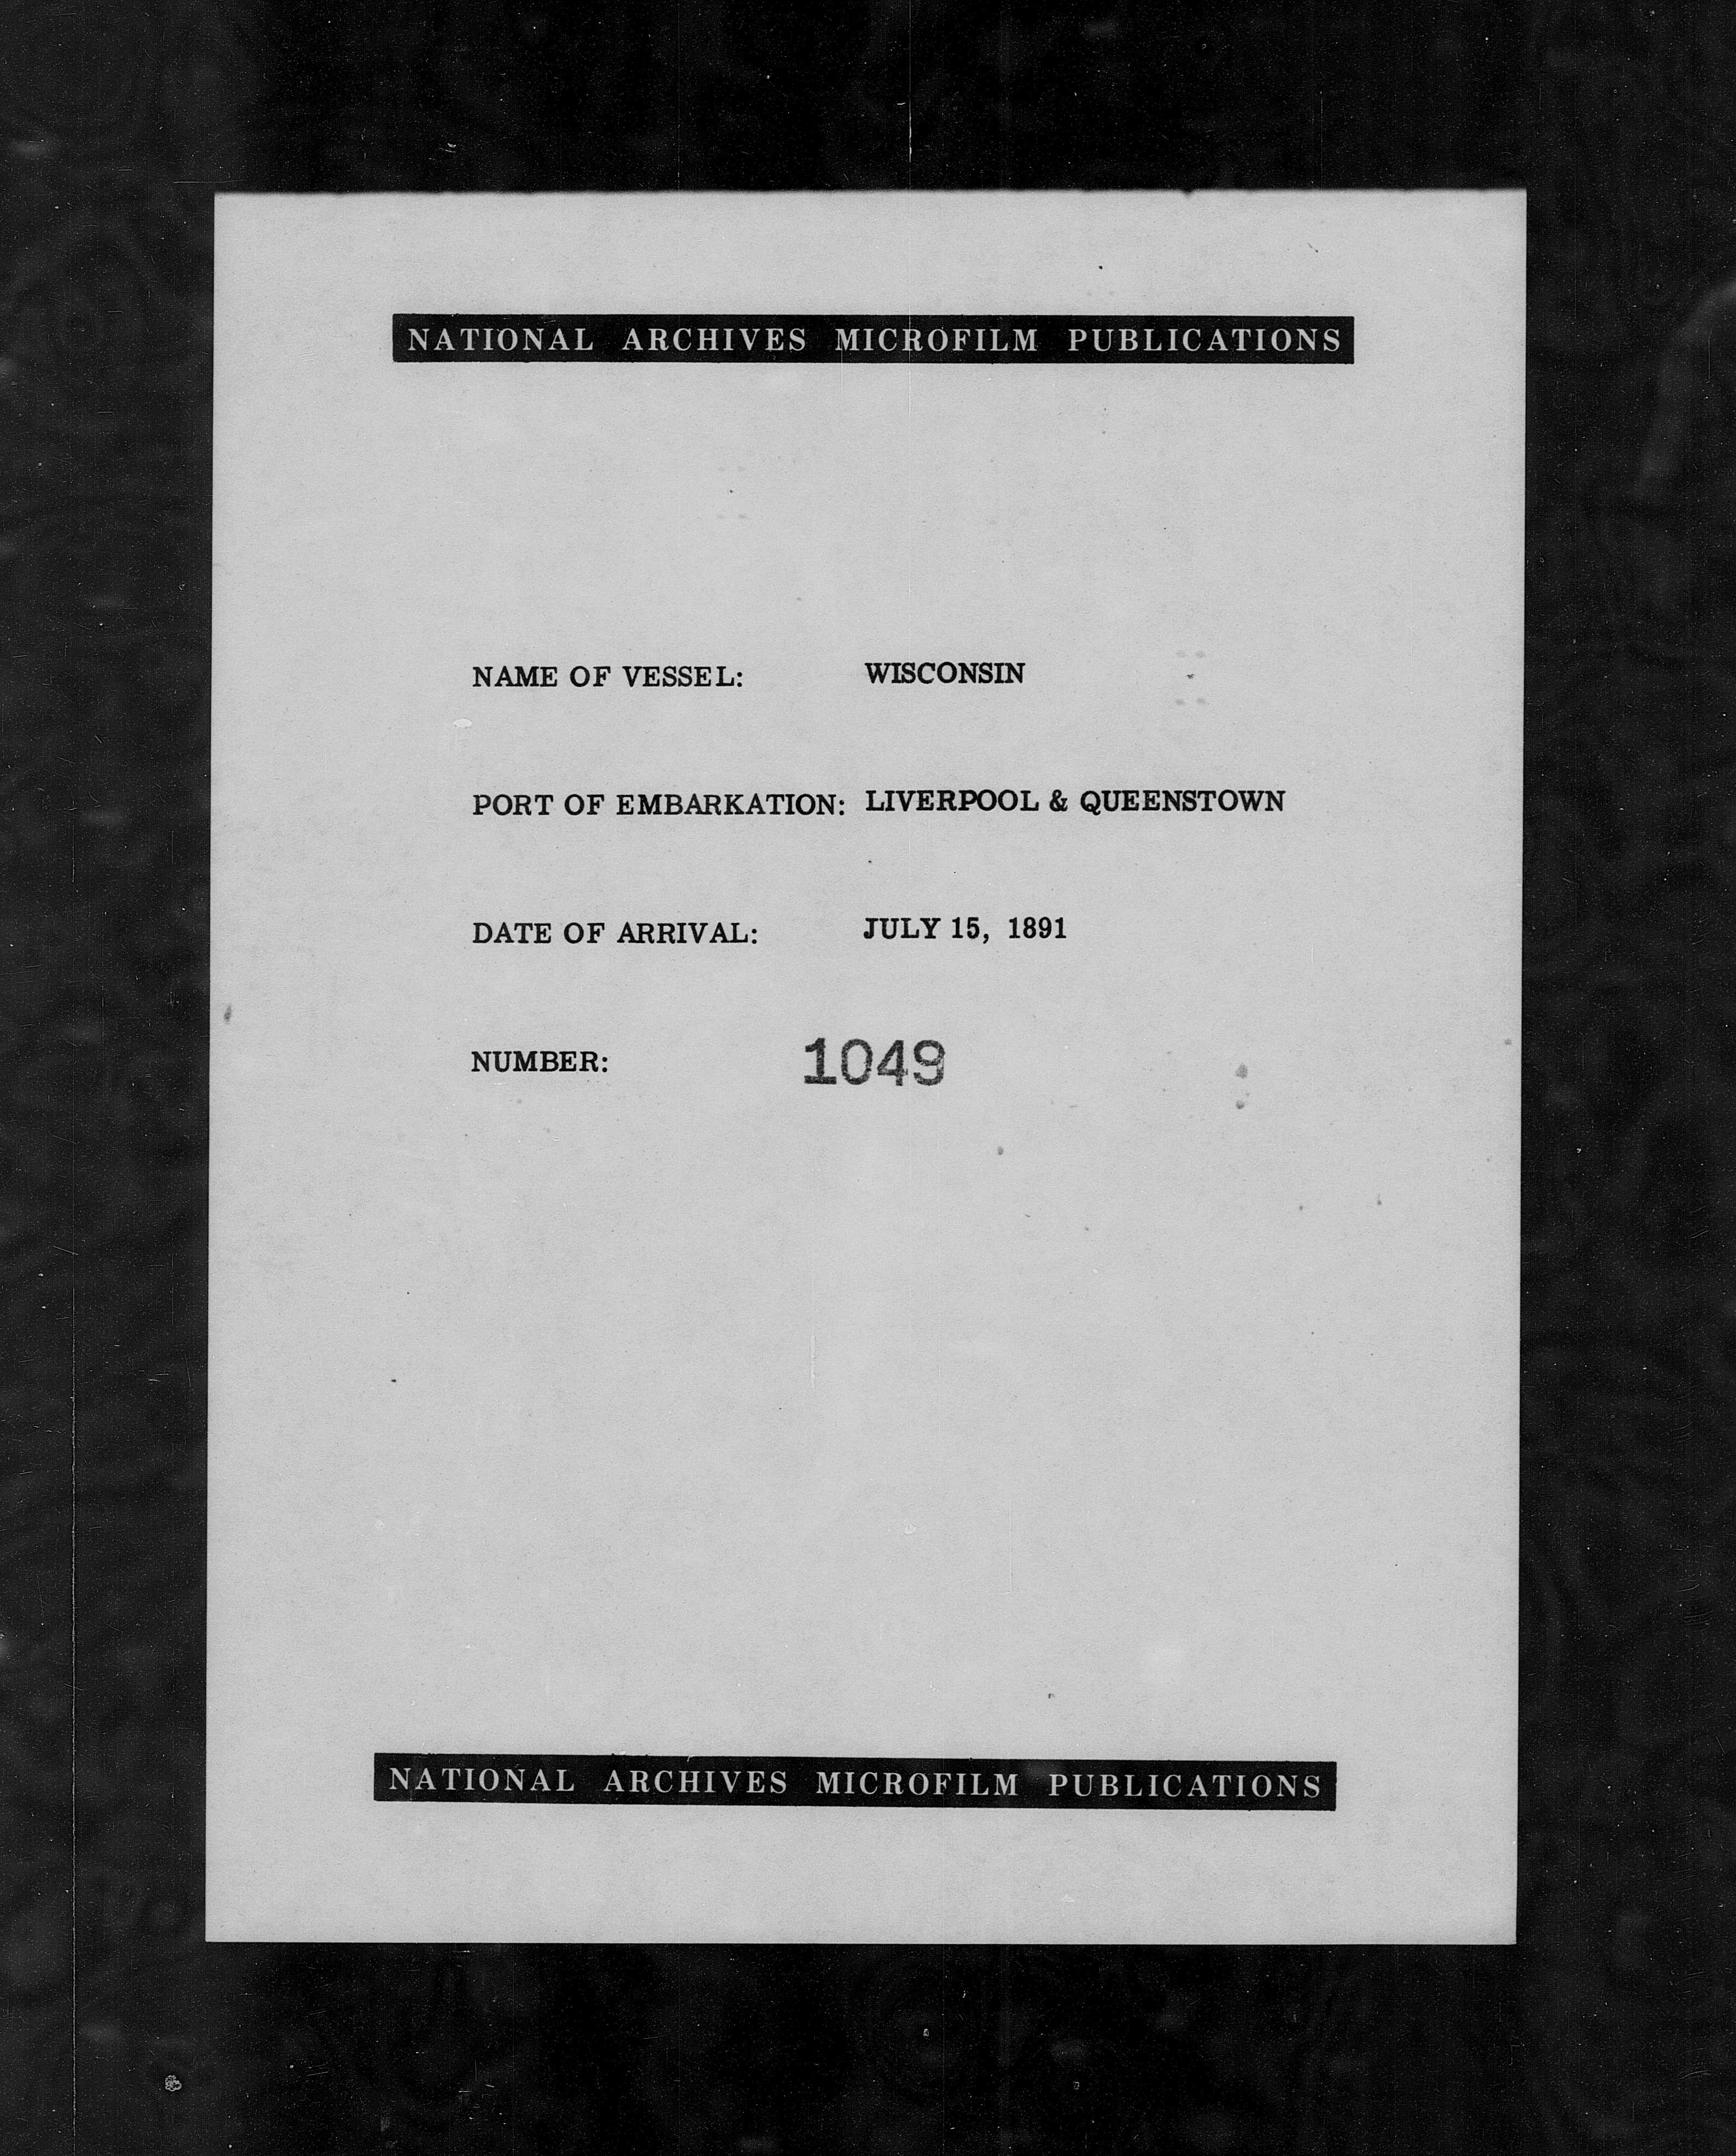 NATIONAL ARCHIVES MICROFILM PUBLICATIONS
NAME OF VESSEL: WISCONSIN
PORT OF EMBARKATION: LIVERPOOL & QUEENSTOWN
DATE OF ARRIVAL: JULY 15, 1891
NUMBER: 1049
NATIONAL ARCHIVES MICROFILM PUBLICATIONS